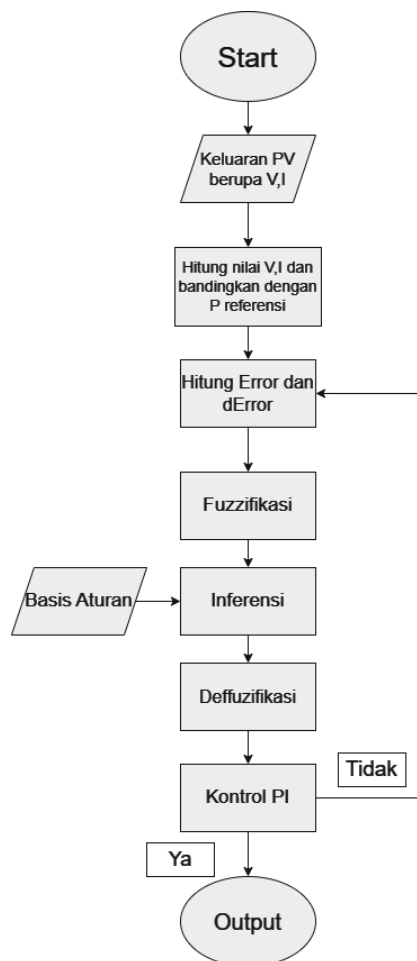 Start
Keluaran PV
berupa V,I
Hitung nilai V,I dan
bandingkan dengan
P referensi
Hitung Error dan
dError
Fuzzifikasi
Basis Aturan
Inferensi
Deffuzifikasi
Kontrol PI
Tidak
Ya
Output